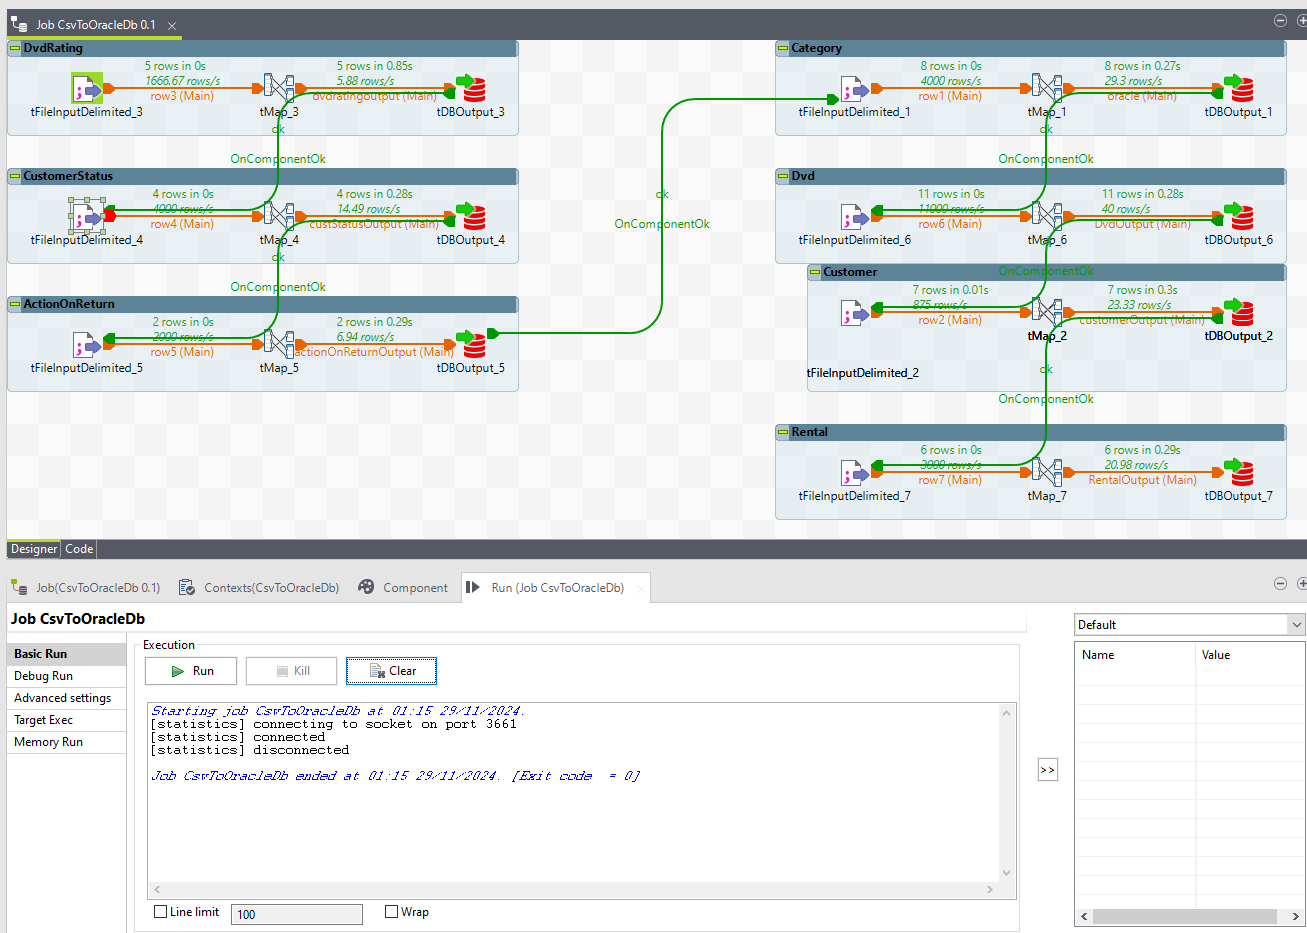 Job CsvToOracleDb 0.1
DvdRating
5 rows in 0s
1666.67 rows/s
row3 (Main)
5 rows in 0.85s
5.88 rows/s
dvdratingoutput (Main)
tFileInputDelimited_3
tMap_3
tDBOutput_3
ok
OnComponentOk
CustomerStatus
4 rows in 0s
4000 rows/s
row4 (Main)
4 rows in 0.28s
14.49 rows/s
custStatusOutput (Main)
tFileInputDelimited_4
tMap_4
tDBOutput_4
ok
OnComponentOk
ActionOnReturn
2 rows in 0s
2000 rows/s
row5 (Main)
2 rows in 0.29s
6.94 rows/s
actionOnReturnOutput (Main)
tFileInputDelimited_5
tMap_5
tDBOutput_5
ok
OnComponentOk
Category
8 rows in 0s
4000 rows/s
row1 (Main)
8 rows in 0.27s
29.3 rows/s
oracle (Main)
tFileInputDelimited_1
tMap_1
tDBOutput_1
ok
OnComponentOk
Dvd
11 rows in 0s
11000 rows/s
row6 (Main)
11 rows in 0.28s
40 rows/s
DvdOutput (Main)
tFileInputDelimited_6
tMap_6
tDBOutput_6
OnComponentOk
Customer
7 rows in 0.01s
875 rows/s
row2 (Main)
7 rows in 0.3s
23.33 rows/s
customerOutput (Main)
tMap_2
tDBOutput_2
tFileInputDelimited_2
ok
OnComponentOk
Rental
6 rows in 0s
3000 rows/s
row7 (Main)
6 rows in 0.29s
20.98 rows/s
RentalOutput (Main)
tFileInputDelimited_7
tMap_7
tDBOutput_7
Designer
Code
Job(CsvToOracleDb 0.1)
Contexts(CsvToOracleDb)
Component
Run (Job CsvToOracleDb)
Job CsvToOracleDb
Basic Run
Debug Run
Advanced settings
Target Exec
Memory Run
Execution
Run
Kill
Clear
Starting job CsvToOracleDb at 01:15 29/11/2024.
[statistics] connecting to socket on port 3661
[statistics] connected
[statistics] disconnected
Job CsvToOracleDb ended at 01:15 29/11/2024. [Exit code  = 0]
Line limit
100
Wrap
>>
Default
Name
Value